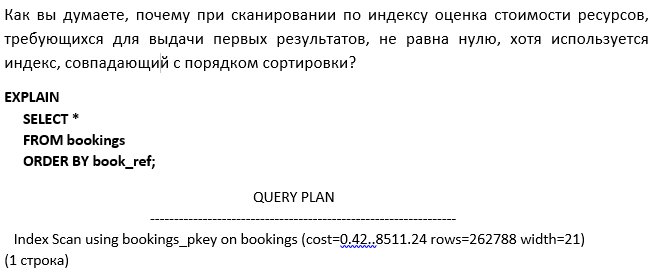 Как вы думаете, почему при сканировании по индексу оценка стоимости ресурсов,
требующихся для выдачи первых результатов, не равна нулю, хотя используется
индекс, совпадающий с порядком сортировки?
EXPLAIN
SELECT *
FROM bookings
ORDER BY book_ref;
QUERY PLAN
-------------------------------------------------------------------
Index Scan using bookings_pkey on bookings (cost=0.42..8511.24 rows=262788 width=21)
(1 строка)